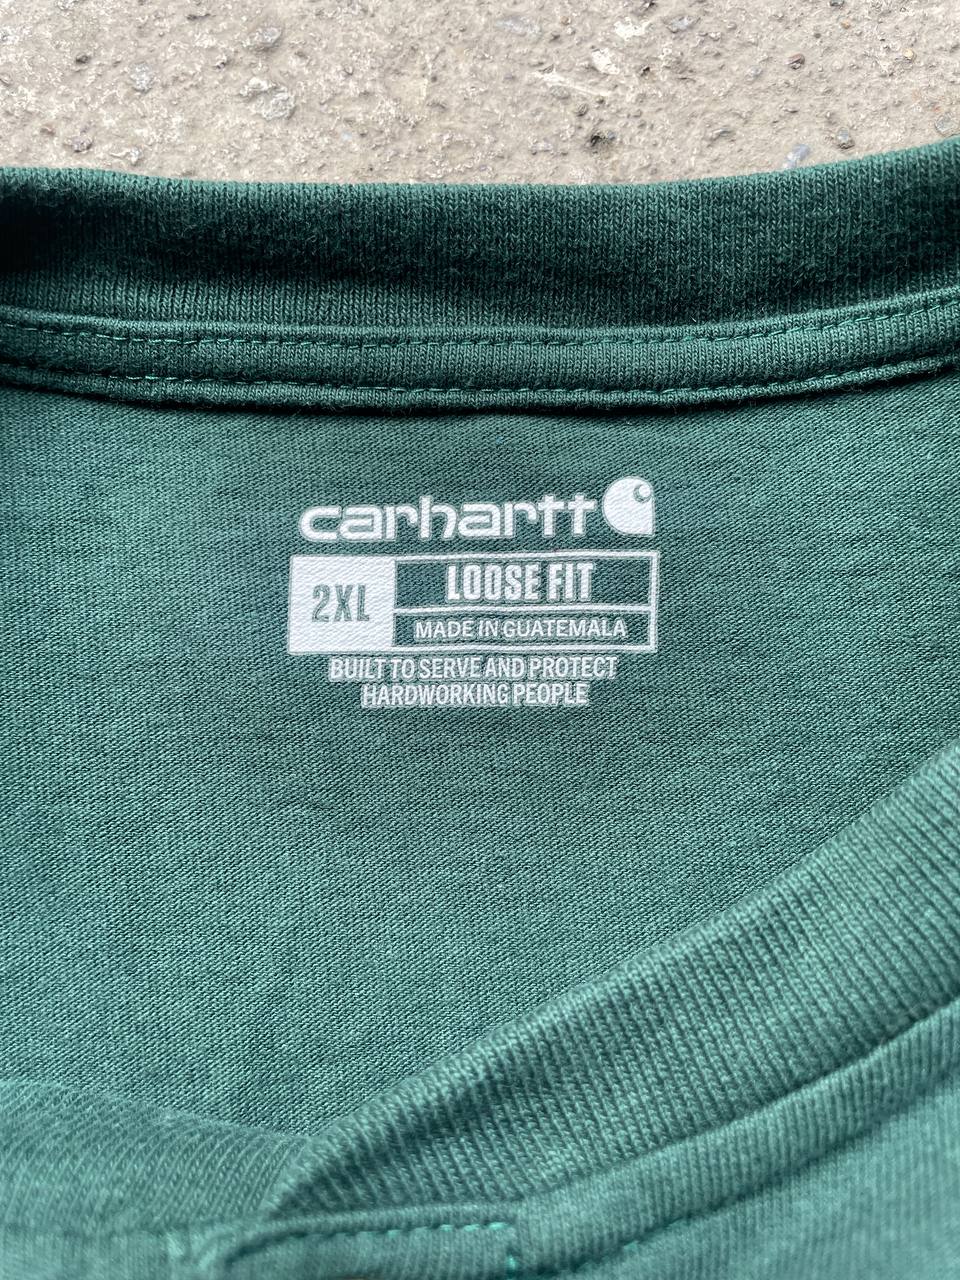 carhartt
2XL
LOOSE FIT
MADE IN GUATEMALA
BUILT TO SERVE AND PROTECT
HARDWORKING PEOPLE